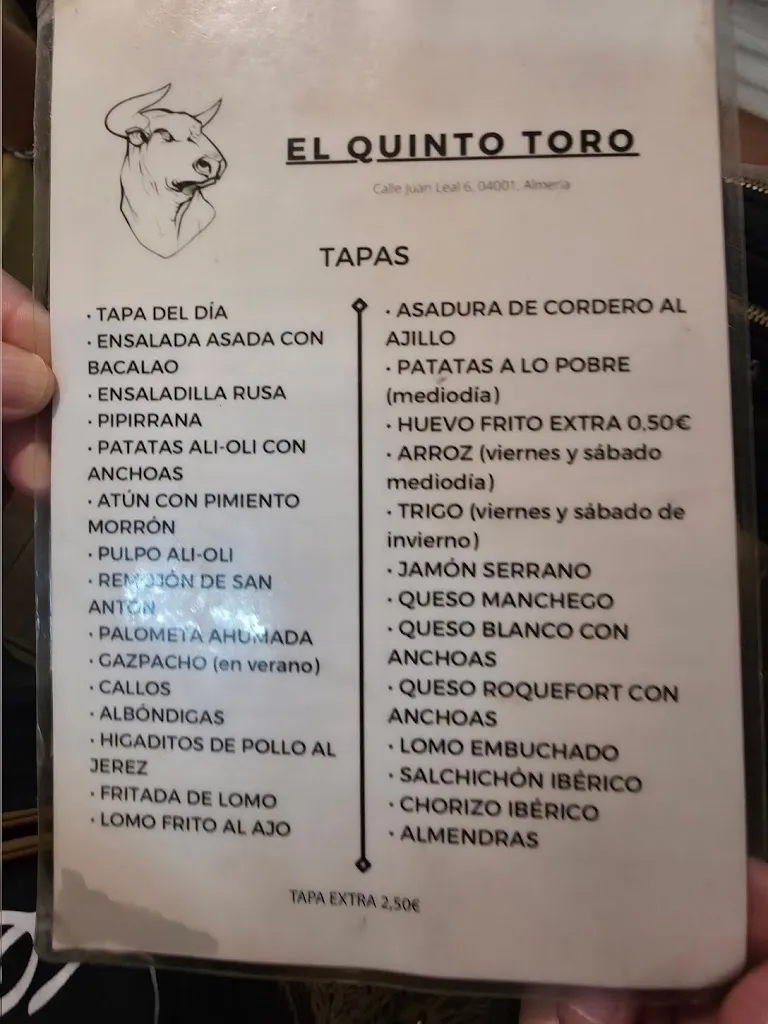 EL QUINTO TORO
Calle Juan Leal 6, 04001, Almería
TAPAS
· TAPA DEL DÍA
· ENSALADA ASADA CON
BACALAO
· ENSALADILLA RUSA
· PIPIRRANA
· PATATAS ALI-OLI CON
ANCHOAS
· ATÚN CON PIMIENTO
MORRÓN
· PULPO ALI-OLI
· REMOJÓN DE SAN
ANTÓN
· PALOMETA AHUMADA
· GAZPACHO (en verano)
· CALLOS
· ALBÓNDIGAS
· HIGADITOS DE POLLO AL
JEREZ
· FRITADA DE LOMO
· LOMO FRITO AL AJO
· ASADURA DE CORDERO AL
AJILLO
· PATATAS A LO POBRE
(mediodía)
· HUEVO FRITO EXTRA 0,50€
· ARROZ (viernes y sábado
mediodía)
· TRIGO (viernes y sábado de
invierno)
· JAMÓN SERRANO
· QUESO MANCHEGO
· QUESO BLANCO CON
ANCHOAS
· QUESO ROQUEFORT CON
ANCHOAS
· LOMO EMBUCHADO
· SALCHICHÓN IBÉRICO
· CHORIZO IBÉRICO
· ALMENDRAS
TAPA EXTRA 2,50€